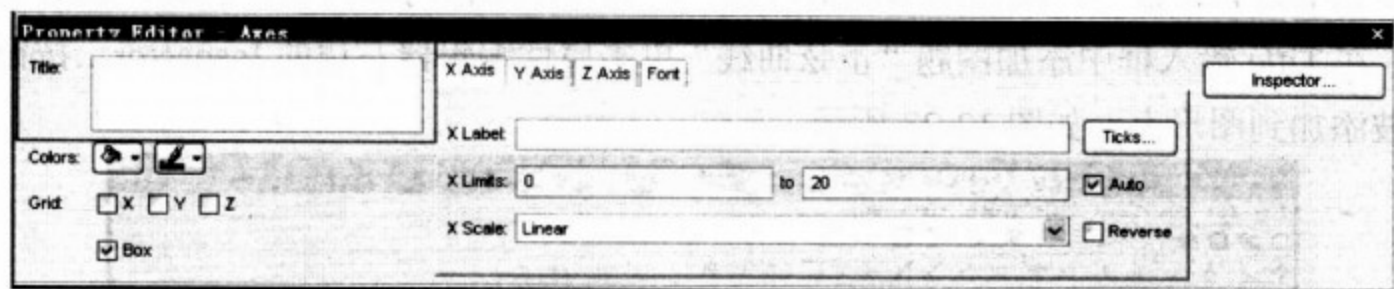 Property Editor - Axes
Title:
X Axis Y Axis Z Axis Font
Inspector...
X Label:
Ticks...
Colors:
X Limits: 0 to 20
Auto
Grid: X Y Z
X Scale: Linear
Reverse
Box